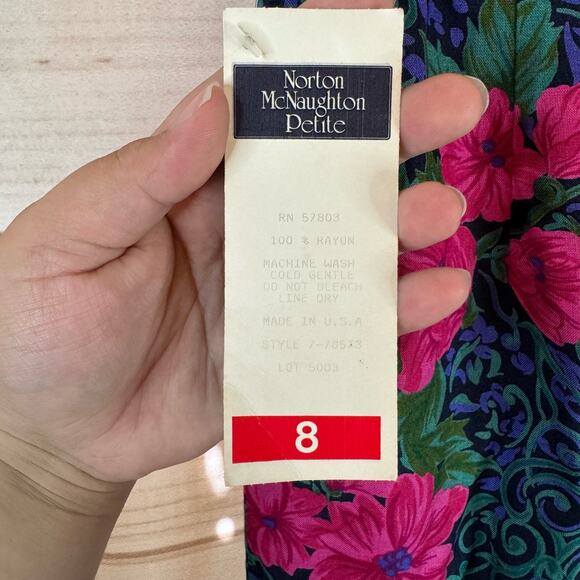 Norton
McNaughton
Petite
RN 57803
100 % RAYON
MACHINE WASH
COLD GENTLE
DO NOT BLEACH
LINE DRY
MADE IN U.S.A
STYLE
LOT 5003
8